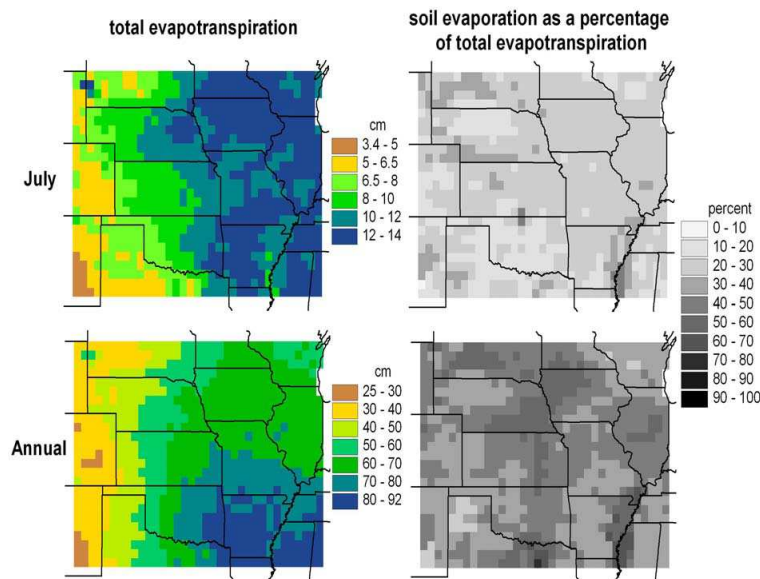 total evapotranspiration
soil evaporation as a percentage
of total evapotranspiration
July
cm
3.4 - 5
5 - 6.5
6.5 - 8
8 - 10
10 - 12
12 - 14
percent
0 - 10
10 - 20
20 - 30
30 - 40
40 - 50
50 - 60
60 - 70
70 - 80
80 - 90
90 - 100
Annual
cm
25 - 30
30 - 40
40 - 50
50 - 60
60 - 70
70 - 80
80 - 92